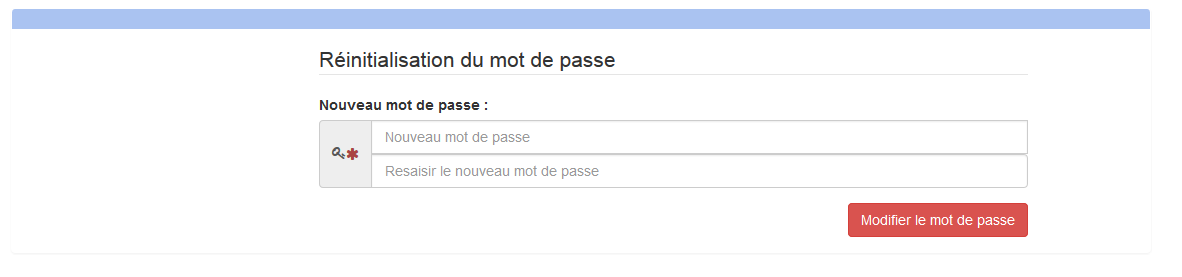 Réinitialisation du mot de passe
Nouveau mot de passe :
Nouveau mot de passe
Resaisir le nouveau mot de passe
Modifier le mot de passe